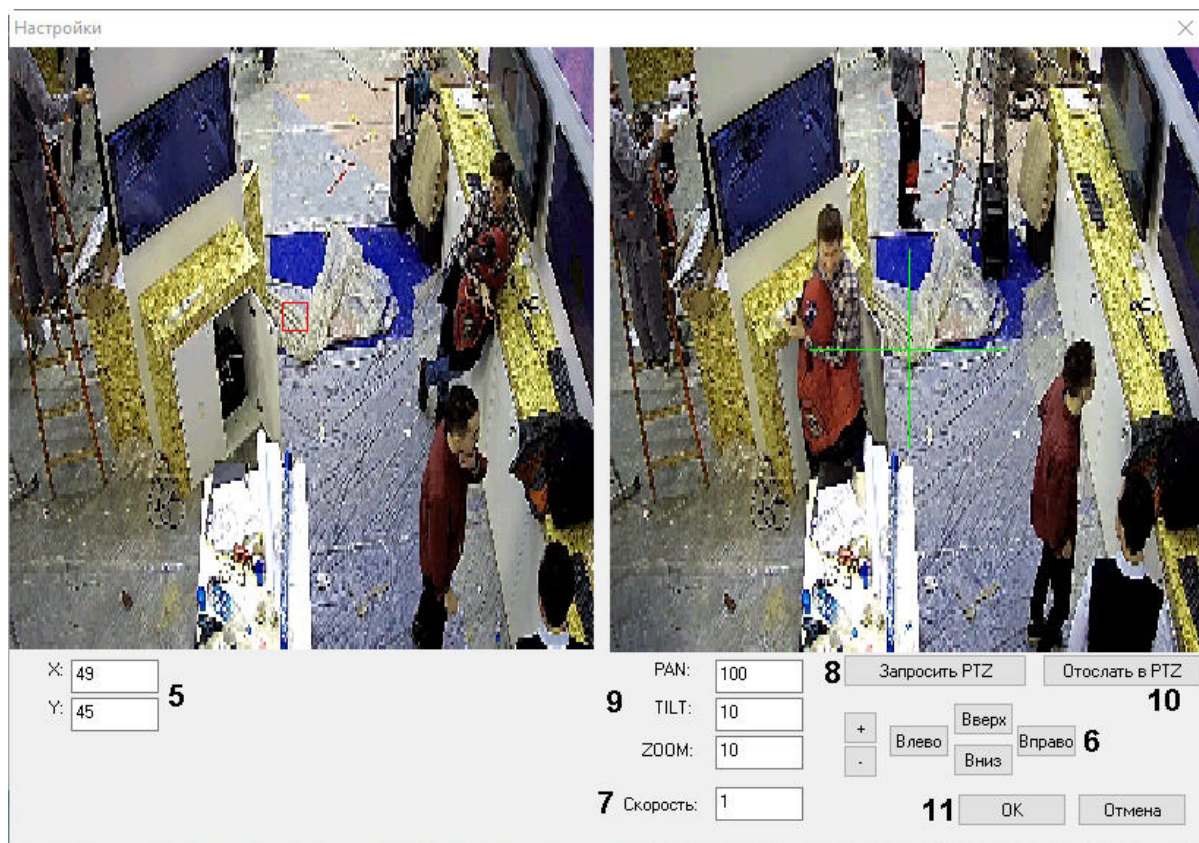 Настройки
X: 49
5
Y: 45
PAN: 100
8 Запросить PTZ Отослать в PTZ
9 TILT: 10
10
ZOOM: 10
+ Влево Вверх Вправо 6
- Вниз
7 Скорость: 1
11 OK Отмена